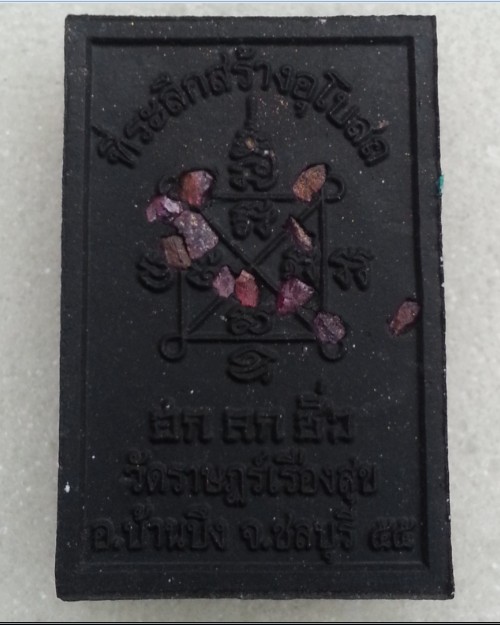 ที่ระลึกสร้างอุโบสถ
ฮก ลก ซิ่ว
วัดราษฎร์เรืองสุข
อ.บ้านบึง จ.ชลบุรี ๕๕